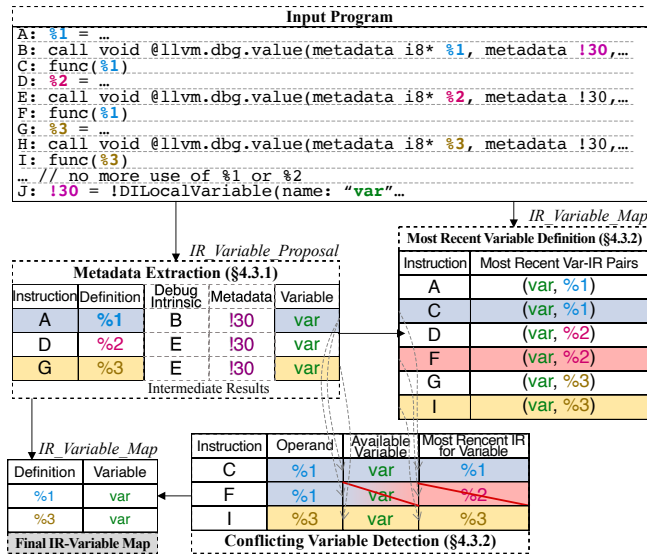 Input Program
A: %1 = …
B: call void @llvm.dbg.value(metadata i8* %1, metadata !30,…
C: func(%1)
D: %2 = …
E: call void @llvm.dbg.value(metadata i8* %2, metadata !30,…
F: func(%1)
G: %3 = …
H: call void @llvm.dbg.value(metadata i8* %3, metadata !30,…
I: func(%3)
… // no more use of %1 or %2
J: !30 = !DILocalVariable(name: “var”…
IR_Variable_Proposal
Metadata Extraction (§4.3.1)
Instruction Definition Debug Intrinsic Metadata Variable
A %1 B !30 var
D %2 E !30 var
G %3 E !30 var
Intermediate Results
IR_Variable_Map
Most Recent Variable Definition (§4.3.2)
Instruction Most Recent Var-IR Pairs
A (var, %1)
C (var, %1)
D (var, %2)
F (var, %2)
G (var, %3)
I (var, %3)
Instruction Operand Available Variable Most Rencent IR for Variable
C %1 var %1
F %1 var %2
I %3 var %3
Conflicting Variable Detection (§4.3.2)
IR_Variable_Map
Definition Variable
%1 var
%3 var
Final IR-Variable Map